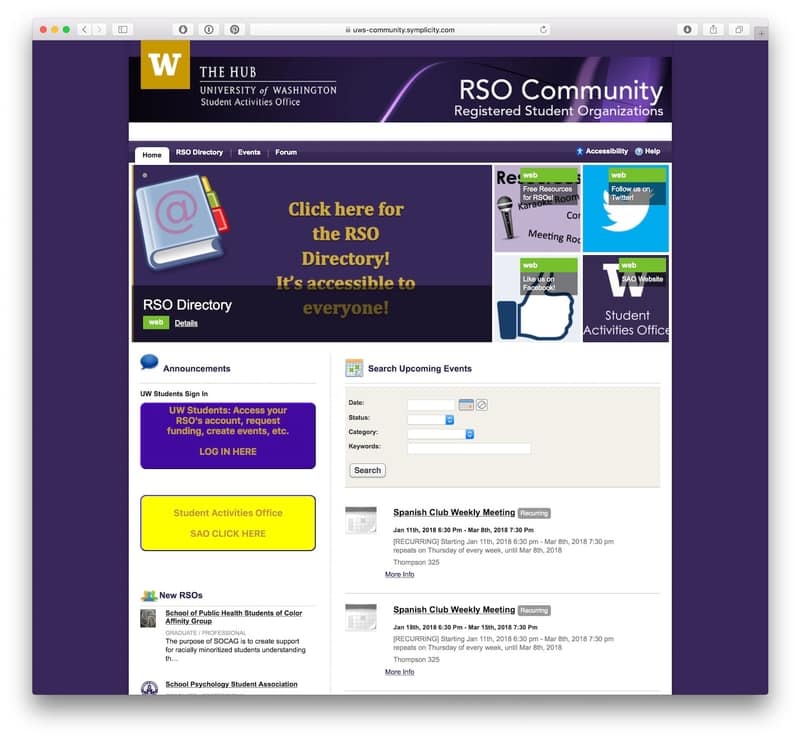 uws-community.symplicity.com
W
THE HUB
UNIVERSITY of WASHINGTON
Student Activities Office
RSO Community
Registered Student Organizations
Home
RSO Directory
Events
Forum
Accessibility
Help
@
Click here for
the RSO
Directory!
It's accessible to
everyone!
RSO Directory
web
Details
web
Free Resources
for RSOs!
Karaoke Room
Meeting Roo
web
Follow us on
Twitter!
web
Like us on
Facebook!
web
SAO Website
W
Student
Activities Office
Announcements
UW Students Sign In
UW Students: Access your
RSO's account, request
funding, create events, etc.
LOG IN HERE
Student Activities Office
SAO CLICK HERE
New RSOs
School of Public Health Students of Color
Affinity Group
GRADUATE / PROFESSIONAL
The purpose of SOCAG is to create support
for racially minoritized students understanding
th...
School Psychology Student Association
Search Upcoming Events
Date:
Status:
Category:
Keywords:
Search
Spanish Club Weekly Meeting Recurring
Jan 11th, 2018 6:30 Pm - Mar 8th, 2018 7:30 Pm
[RECURRING] Starting Jan 11th, 2018 6:30 pm - Mar 8th, 2018 7:30 pm
repeats on Thursday of every week, until Mar 8th, 2018
Thompson 325
More Info
Spanish Club Weekly Meeting Recurring
Jan 18th, 2018 6:30 Pm - Mar 15th, 2018 7:30 Pm
[RECURRING] Starting Jan 11th, 2018 6:30 pm - Mar 8th, 2018 7:30 pm
repeats on Thursday of every week, until Mar 8th, 2018
Thompson 325
More Info